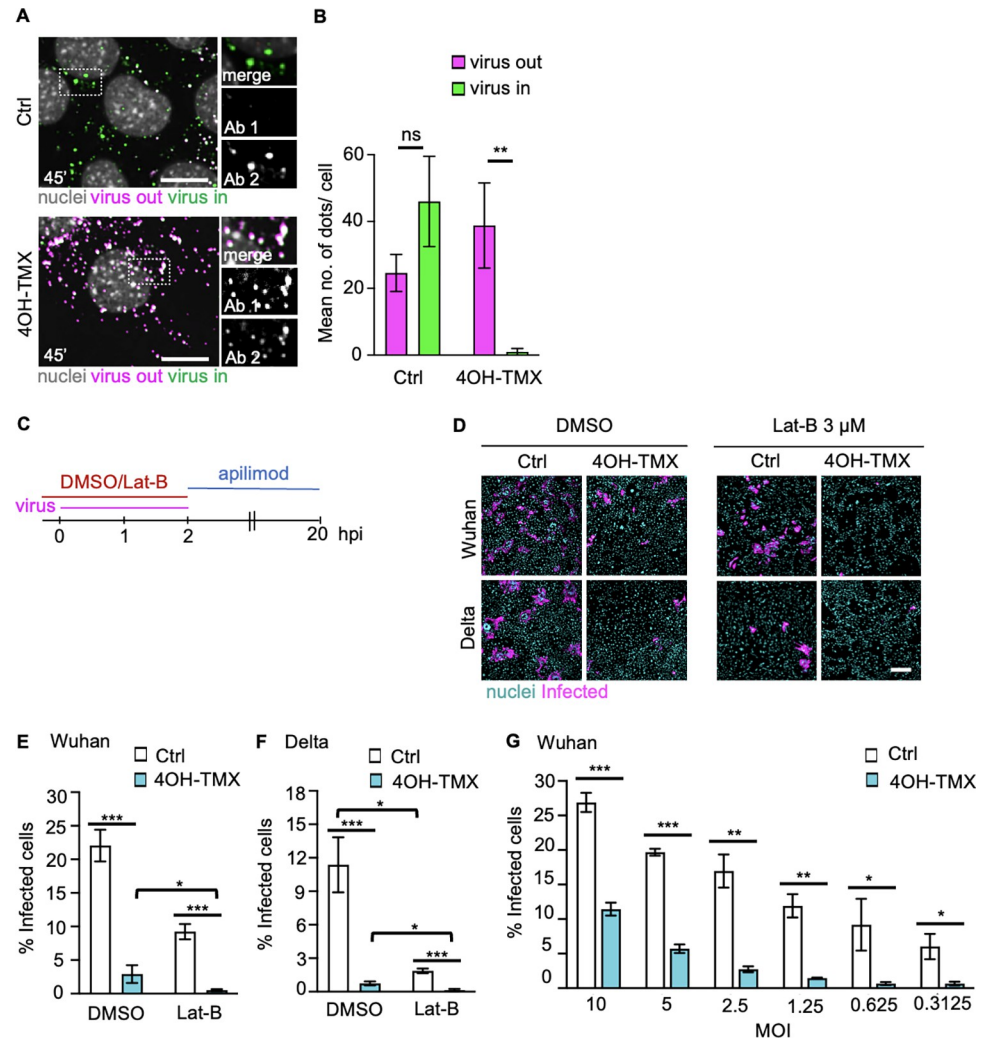 A
Ctrl
merge
Ab 1
45’
Ab 2
nuclei virus out virus in
4OH-TMX
merge
Ab 1
45’
Ab 2
nuclei virus out virus in
B
virus out
virus in
Mean no. of dots/ cell
60
40
20
0
ns
**
Ctrl
4OH-TMX
C
DMSO/Lat-B
apilimod
virus
0 1 2 20 hpi
D
DMSO Lat-B 3 µM
Ctrl 4OH-TMX Ctrl 4OH-TMX
Wuhan
Delta
nuclei Infected
E Wuhan
Ctrl
4OH-TMX
% Infected cells
30
25
20
15
10
5
0
***
*
***
DMSO Lat-B
F Delta
Ctrl
4OH-TMX
% Infected cells
18
15
12
9
6
3
0
*
***
*
***
DMSO Lat-B
G Wuhan
Ctrl
4OH-TMX
% Infected cells
30
25
20
15
10
5
0
***
***
**
**
*
*
10 5 2.5 1.25 0.625 0.3125
MOI